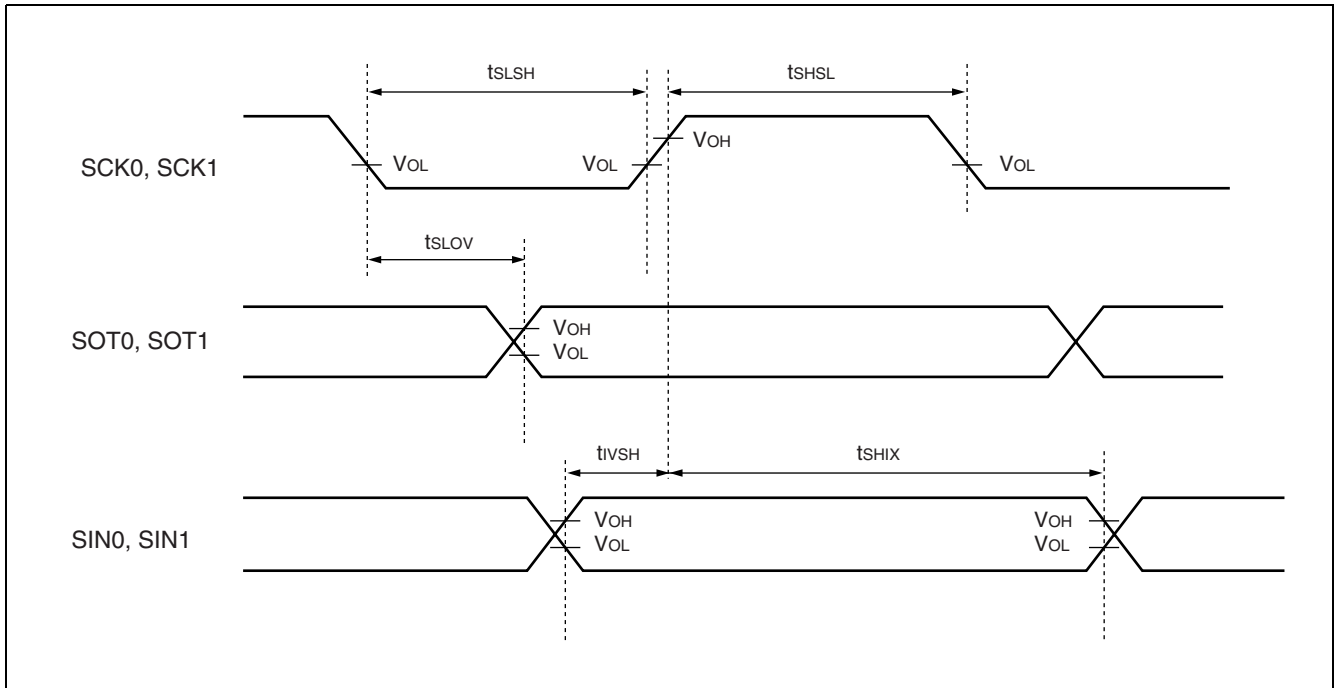 tSLSH
tSHSL
SCK0, SCK1
VOL
VOL
VOH
VOL
tSLOV
SOT0, SOT1
VOH
VOL
tIVSH
tSHIX
SIN0, SIN1
VOH
VOL
VOH
VOL